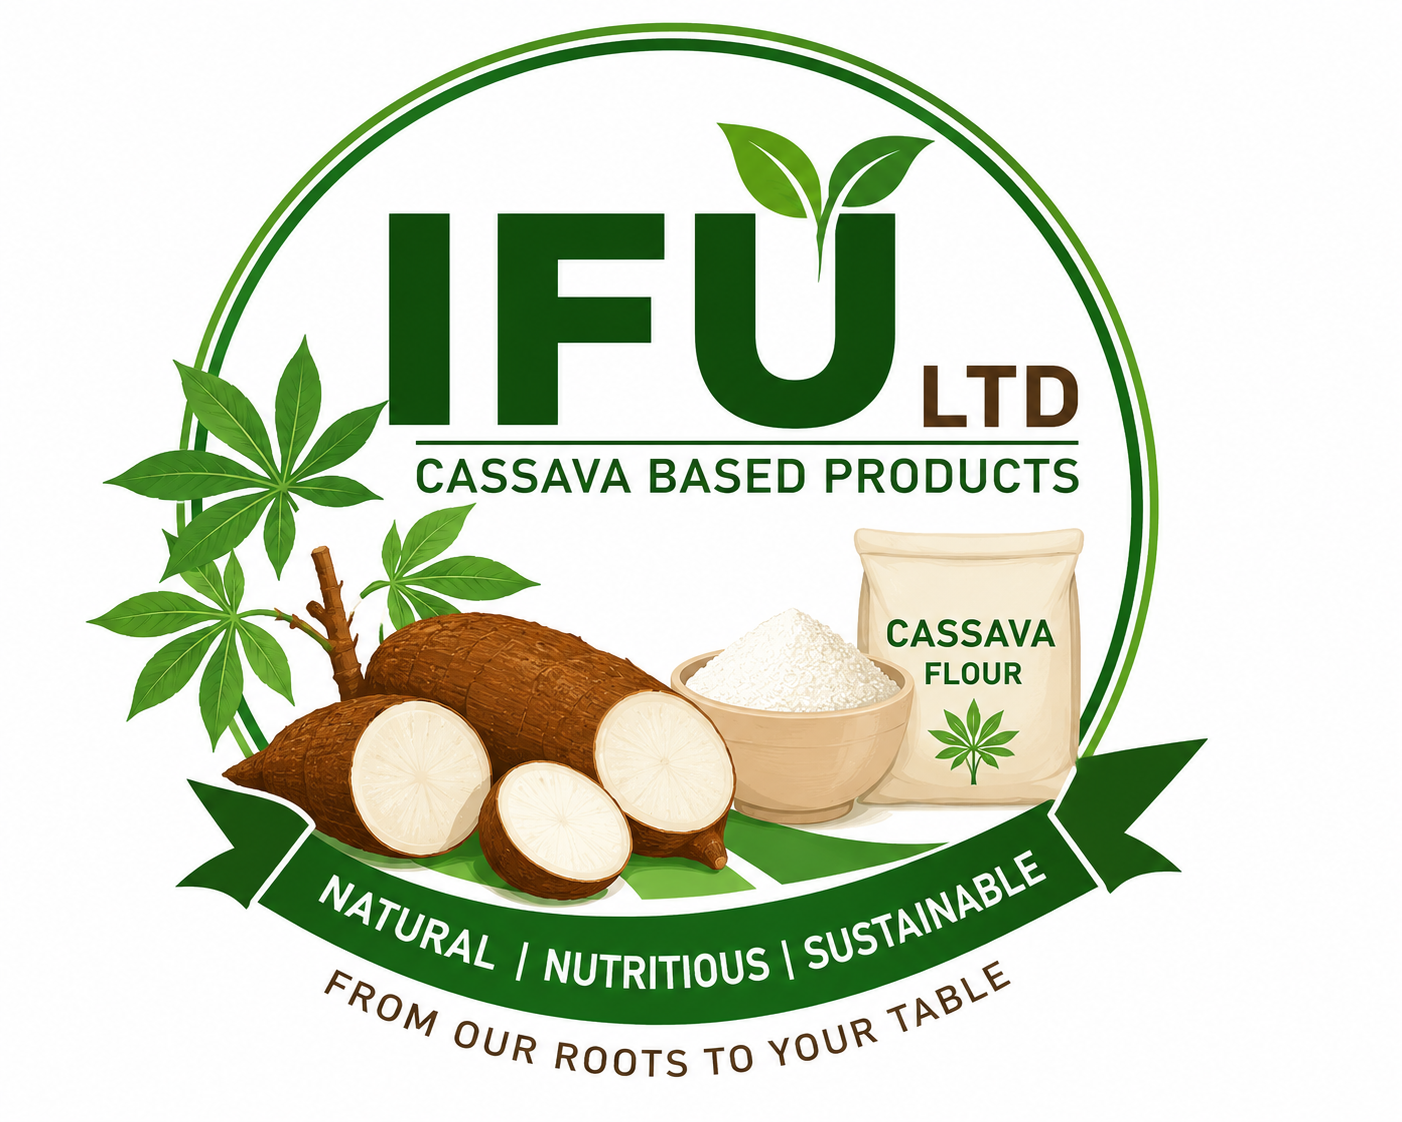 IFU LTD
CASSAVA BASED PRODUCTS
CASSAVA
FLOUR
NATURAL | NUTRITIOUS | SUSTAINABLE
FROM OUR ROOTS TO YOUR TABLE